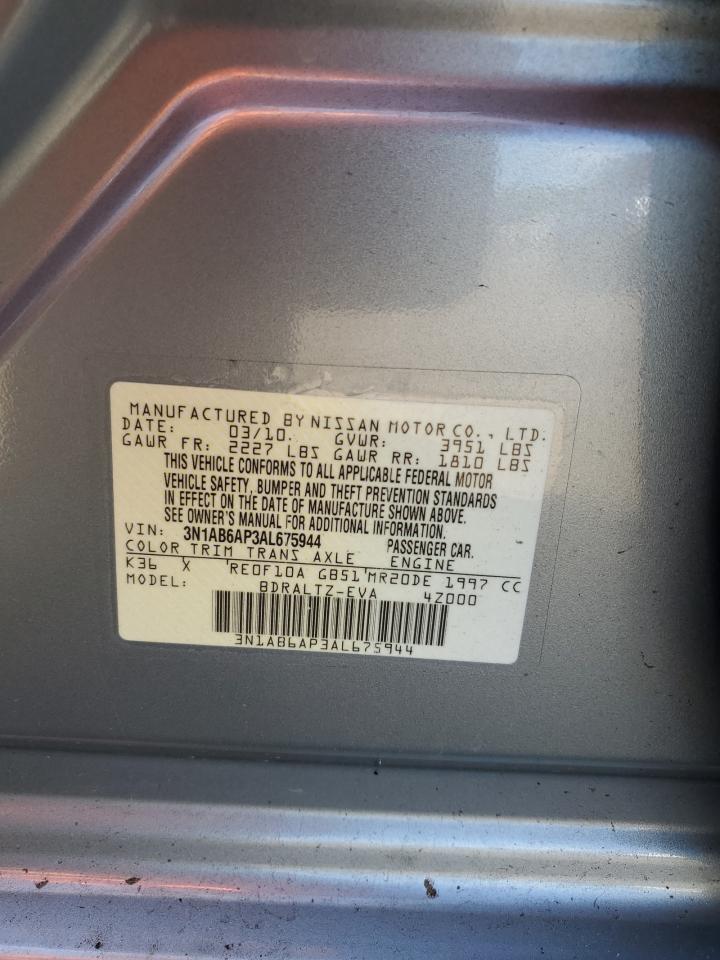 MANUFACTURED BY NISSAN MOTOR CO., LTD.
DATE: 03/10. GVWR: 3951 LBS
GAWR FR: 2227 LBS GAWR RR: 1810 LBS
THIS VEHICLE CONFORMS TO ALL APPLICABLE FEDERAL MOTOR
VEHICLE SAFETY, BUMPER AND THEFT PREVENTION STANDARDS
IN EFFECT ON THE DATE OF MANUFACTURE SHOWN ABOVE.
SEE OWNER'S MANUAL FOR ADDITIONAL INFORMATION.
VIN: 3N1AB6AP3AL675944 PASSENGER CAR.
COLOR TRIM TRANS AXLE ENGINE
K36 X 'RE0F10A GB51'MR20DE 1997 CC
MODEL: BDRALTZ-EVA 4Z000
3N1AB6AP3AL675944